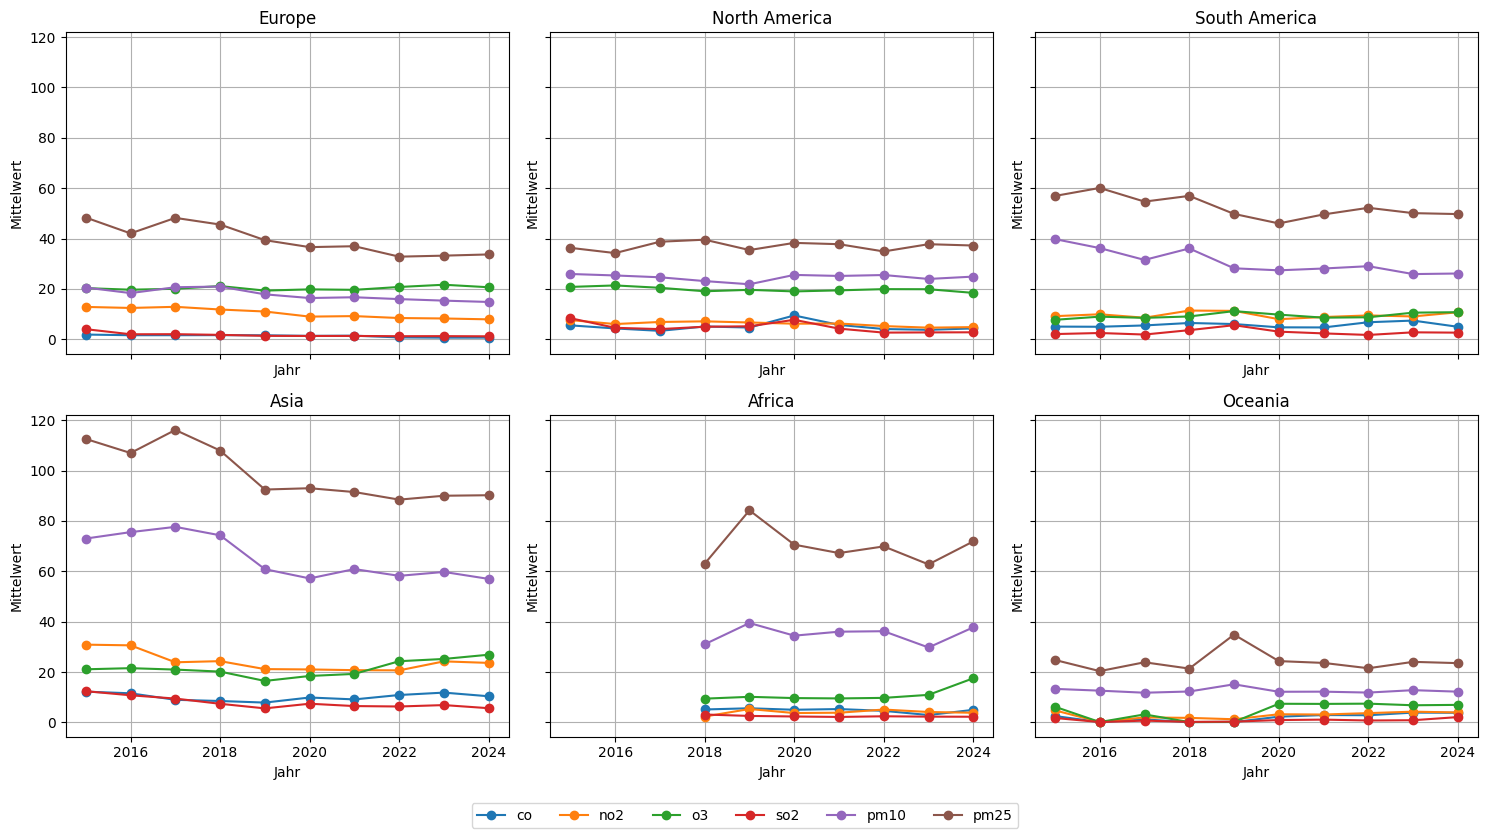 Europe
North America
South America
120
100
80
60
40
20
0
Mittelwert
Mittelwert
Mittelwert
Jahr
Jahr
Jahr
Asia
Africa
Oceania
120
100
80
60
40
20
0
Mittelwert
Mittelwert
Mittelwert
2016 2018 2020 2022 2024
2016 2018 2020 2022 2024
2016 2018 2020 2022 2024
Jahr
Jahr
Jahr
co no2 o3 so2 pm10 pm25